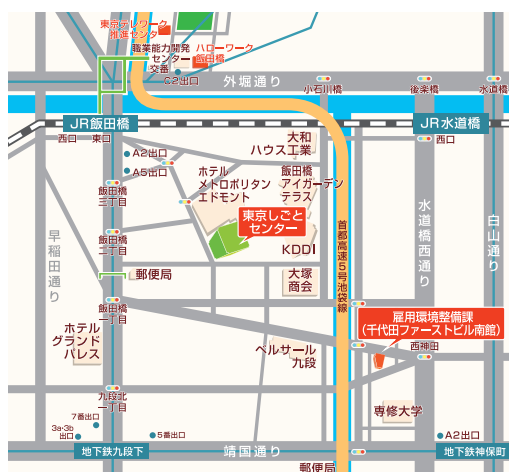 東京テレワーク
推進センター
職業能力開発
センター
ハローワーク
飯田橋
交番
C2出口
外堀通り
小石川橋
後楽橋
水道橋
JR飯田橋
JR水道橋
西口
東口
西口
A2出口
A5出口
大和
ハウス工業
ホテル
メトロポリタン
エドモント
飯田橋
アイガーデン
テラス
飯田橋
三丁目
東京しごと
センター
首都高速5号池袋線
水道橋西通り
白山通り
早稲田通り
飯田橋
二丁目
KDDI
郵便局
大塚
商会
飯田橋
一丁目
雇用環境整備課
(千代田ファーストビル南館)
西神田
ホテル
グランド
パレス
ベルサール
九段
九段北
一丁目
専修大学
7番出口
3a・3b
出口
5番出口
A2出口
地下鉄九段下
靖国通り
地下鉄神保町
郵便局